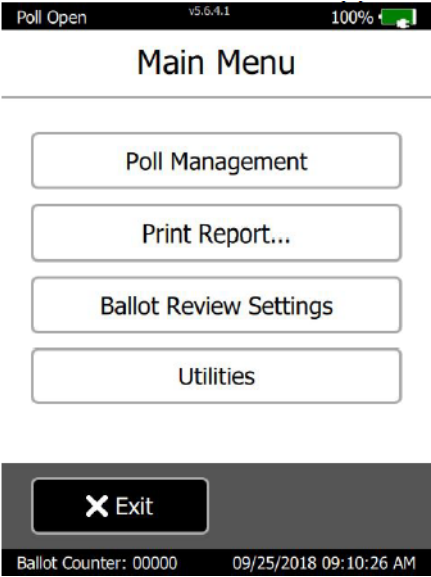 Poll Open v5.6.4.1 100%
Main Menu
Poll Management
Print Report...
Ballot Review Settings
Utilities
Exit
Ballot Counter: 00000 09/25/2018 09:10:26 AM